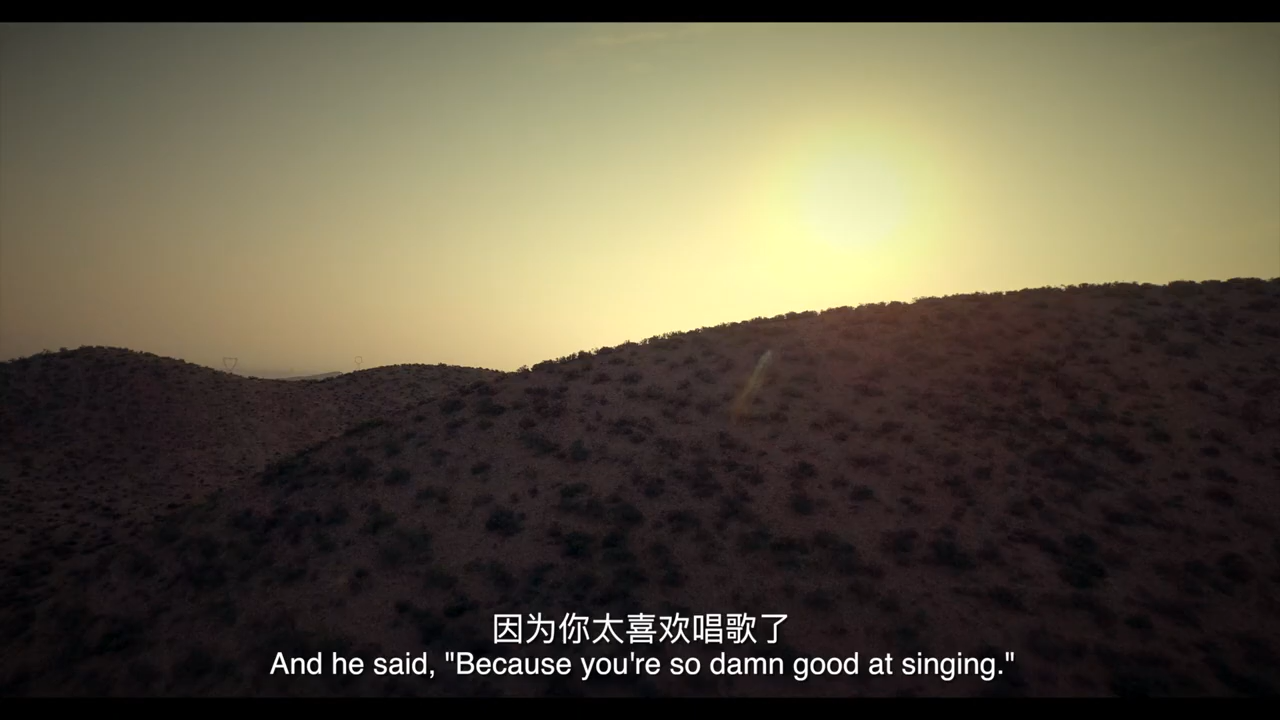 因为你太喜欢唱歌了
And he said, "Because you're so damn good at singing."